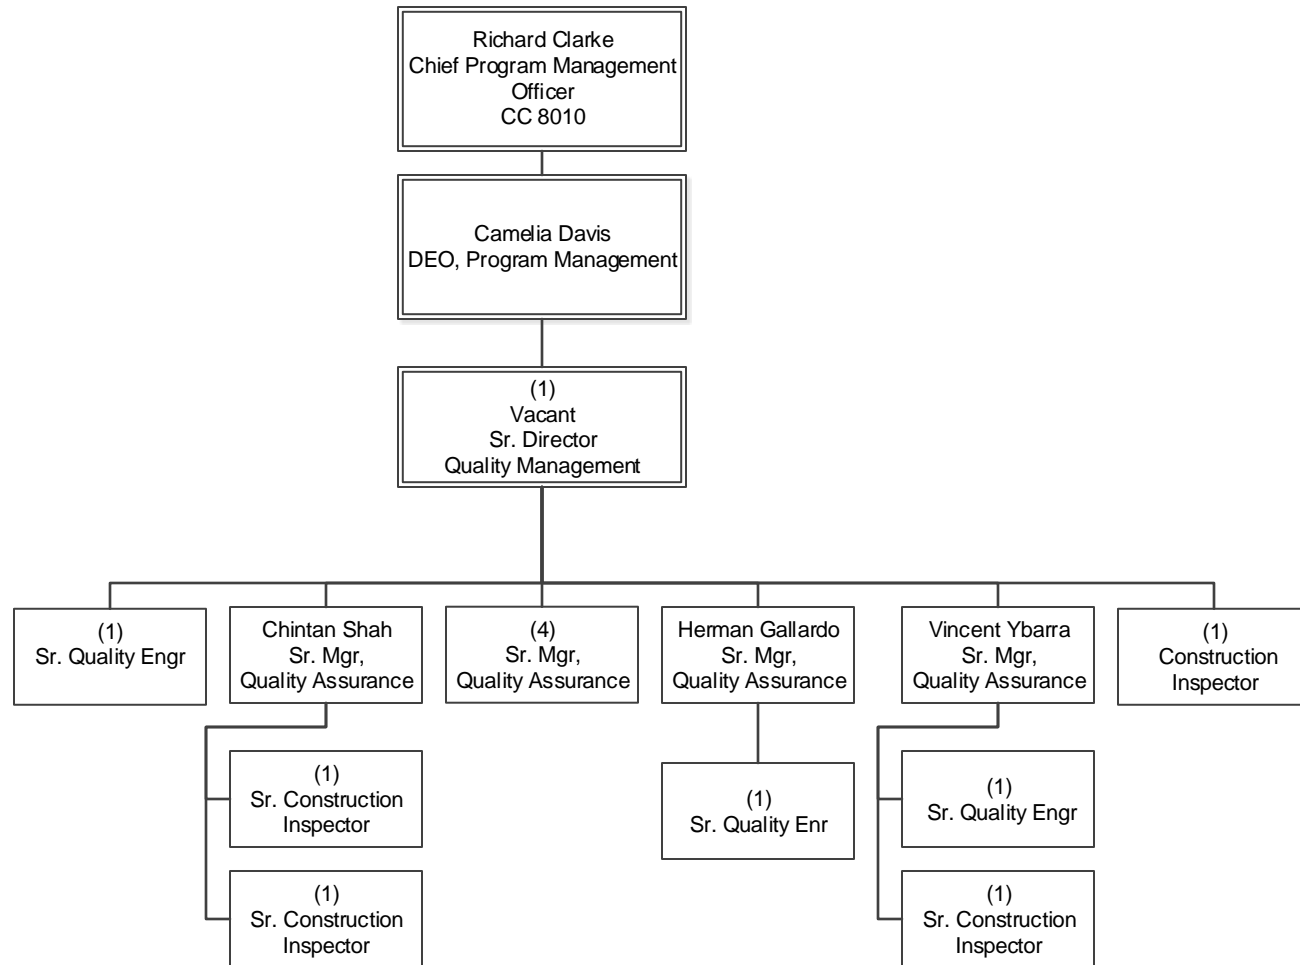 Richard Clarke
Chief Program Management
Officer
CC 8010
Camelia Davis
DEO, Program Management
(1)
Vacant
Sr. Director
Quality Management
(1)
Sr. Quality Engr
Chintan Shah
Sr. Mgr,
Quality Assurance
(4)
Sr. Mgr,
Quality Assurance
Herman Gallardo
Sr. Mgr,
Quality Assurance
Vincent Ybarra
Sr. Mgr,
Quality Assurance
(1)
Construction
Inspector
(1)
Sr. Construction
Inspector
(1)
Sr. Quality Enr
(1)
Sr. Quality Engr
(1)
Sr. Construction
Inspector
(1)
Sr. Construction
Inspector